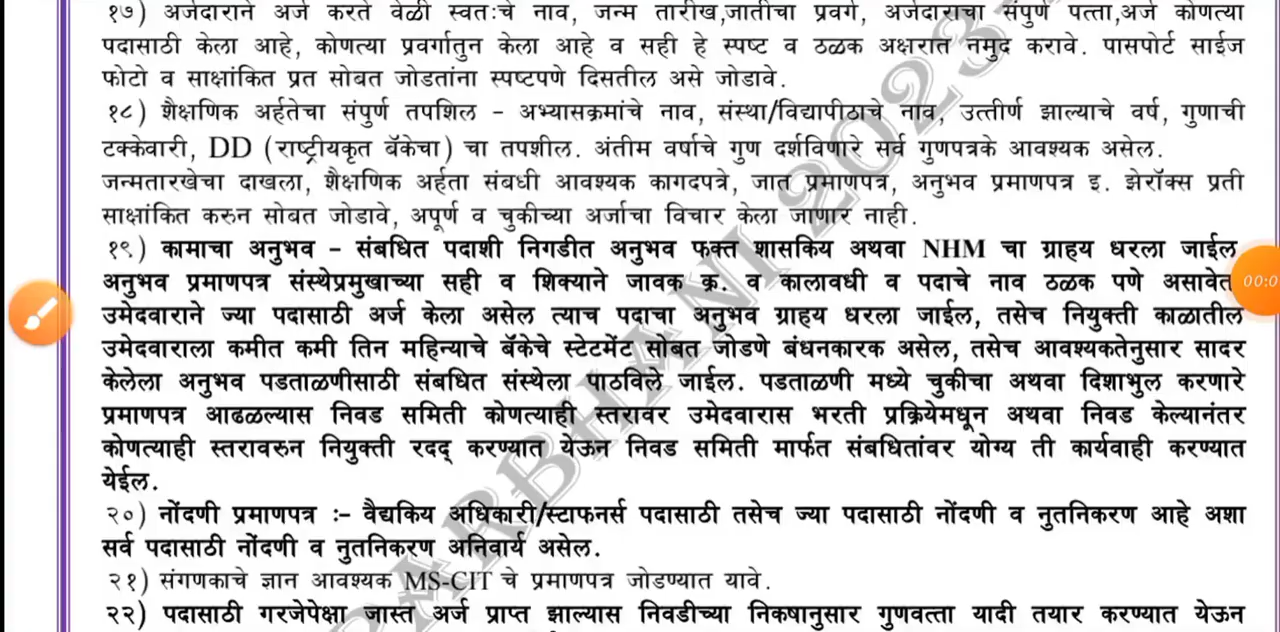 १७) अर्जदाराने अर्ज करते वेळी स्वतःचे नाव, जन्म तारीख,जातीचा प्रवर्ग, अर्जदाराचा संपुर्ण पत्ता,अर्ज कोणत्या
पदासाठी केला आहे, कोणत्या प्रवर्गातुन केला आहे व सही हे स्पष्ट व ठळक अक्षरात नमुद करावे. पासपोर्ट साईज
फोटो व साक्षांकित प्रत सोबत जोडतांना स्पष्टपणे दिसतील असे जोडावे.
१८) शैक्षणिक अर्हतेचा संपुर्ण तपशिल - अभ्यासक्रमांचे नाव, संस्था/विद्यापीठाचे नाव, उत्तीर्ण झाल्याचे वर्ष, गुणाची
टक्केवारी, DD (राष्ट्रीयकृत बॅकेचा) चा तपशील. अंतीम वर्षाचे गुण दर्शविणारे सर्व गुणपत्रके आवश्यक असेल.
जन्मतारखेचा दाखला, शैक्षणिक अर्हता संबधी आवश्यक कागदपत्रे, जात प्रमाणपत्र, अनुभव प्रमाणपत्र इ. झेरॉक्स प्रती
साक्षांकित करुन सोबत जोडावे, अपूर्ण व चुकीच्या अर्जाचा विचार केला जाणार नाही.
१९) कामाचा अनुभव - संबधित पदाशी निगडीत अनुभव फक्त शासकिय अथवा NHM चा ग्राहय धरला जाईल
अनुभव प्रमाणपत्र संस्थेप्रमुखाच्या सही व शिक्याने जावक क्र. व कालावधी व पदाचे नाव ठळक पणे असावेत
उमेदवाराने ज्या पदासाठी अर्ज केला असेल त्याच पदाचा अनुभव ग्राहय धरला जाईल, तसेच नियुक्ती काळातील
उमेदवाराला कमीत कमी तिन महिन्याचे बॅकेचे स्टेटमेंट सोबत जोडणे बंधनकारक असेल, तसेच आवश्यकतेनुसार सादर
केलेला अनुभव पडताळणीसाठी संबधित संस्थेला पाठविले जाईल. पडताळणी मध्ये चुकीचा अथवा दिशाभुल करणारे
प्रमाणपत्र आढळल्यास निवड समिती कोणत्याही स्तरावर उमेदवारास भरती प्रक्रियेमधून अथवा निवड केल्यानंतर
कोणत्याही स्तरावरुन नियुक्ती रदद् करण्यात येऊन निवड समिती मार्फत संबधितांवर योग्य ती कार्यवाही करण्यात
येईल.
२०) नोंदणी प्रमाणपत्र :- वैद्यकिय अधिकारी/स्टाफनर्स पदासाठी तसेच ज्या पदासाठी नोंदणी व नुतनिकरण आहे अशा
सर्व पदासाठी नोंदणी व नुतनिकरण अनिवार्य असेल.
२१) संगणकाचे ज्ञान आवश्यक MS-CIT चे प्रमाणपत्र जोडण्यात यावे.
२२) पदासाठी गरजेपेक्षा जास्त अर्ज प्राप्त झाल्यास निवडीच्या निकषानुसार गुणवत्ता यादी तयार करण्यात येऊन
PARBHANI 2023-
00:0